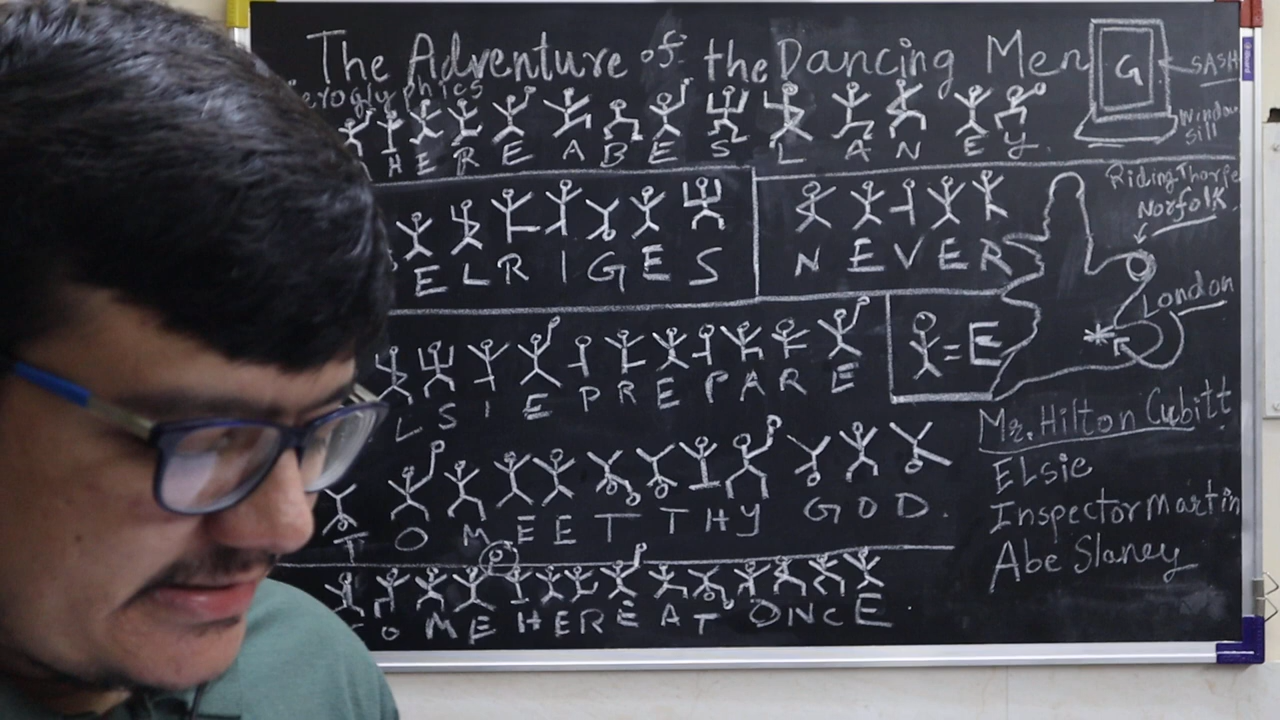 The Adventure of the Dancing Men
G
SASH
Window
Sill
HERE ABE SLANEY.
ELRIGES
NEVER
Riding Thorpe
Norfolk
London
LSIE PREPARE
= E
TO MEET THY GOD.
Mr. Hilton Cubitt
Elsie
Inspector Martin
Abe Slaney
OME HERE AT ONCE.